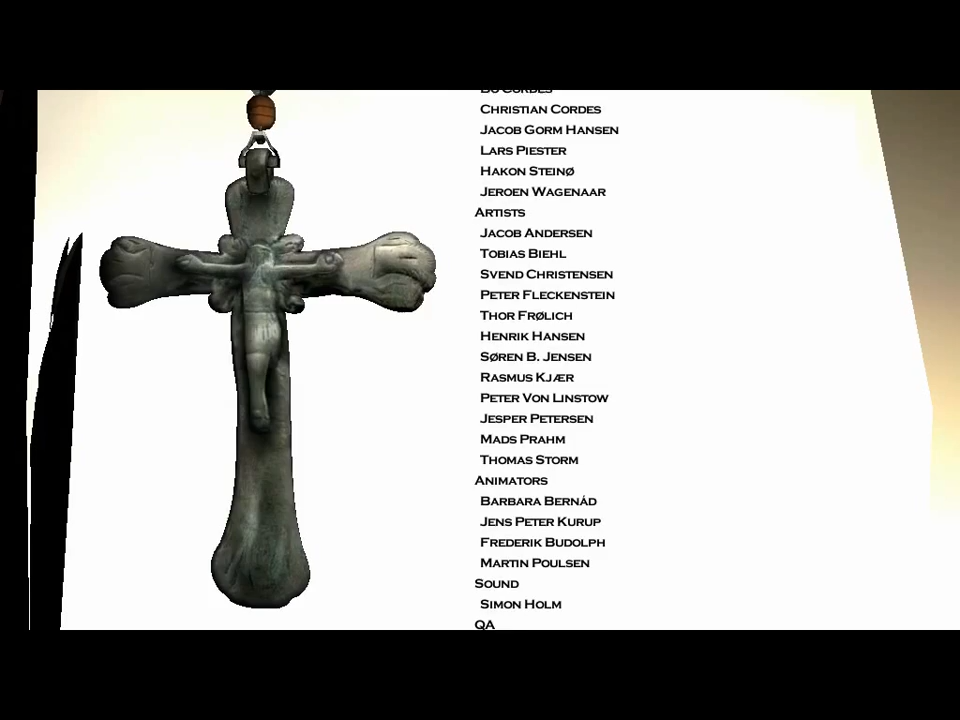 Bo Cordes
Christian Cordes
Jacob Gorm Hansen
Lars Piester
Hakon Steinø
Jeroen Wagenaar
Artists
Jacob Andersen
Tobias Biehl
Svend Christensen
Peter Fleckenstein
Thor Frølich
Henrik Hansen
Søren B. Jensen
Rasmus Kjær
Peter Von Linstow
Jesper Petersen
Mads Prahm
Thomas Storm
Animators
Barbara Bernád
Jens Peter Kurup
Frederik Budolph
Martin Poulsen
Sound
Simon Holm
QA